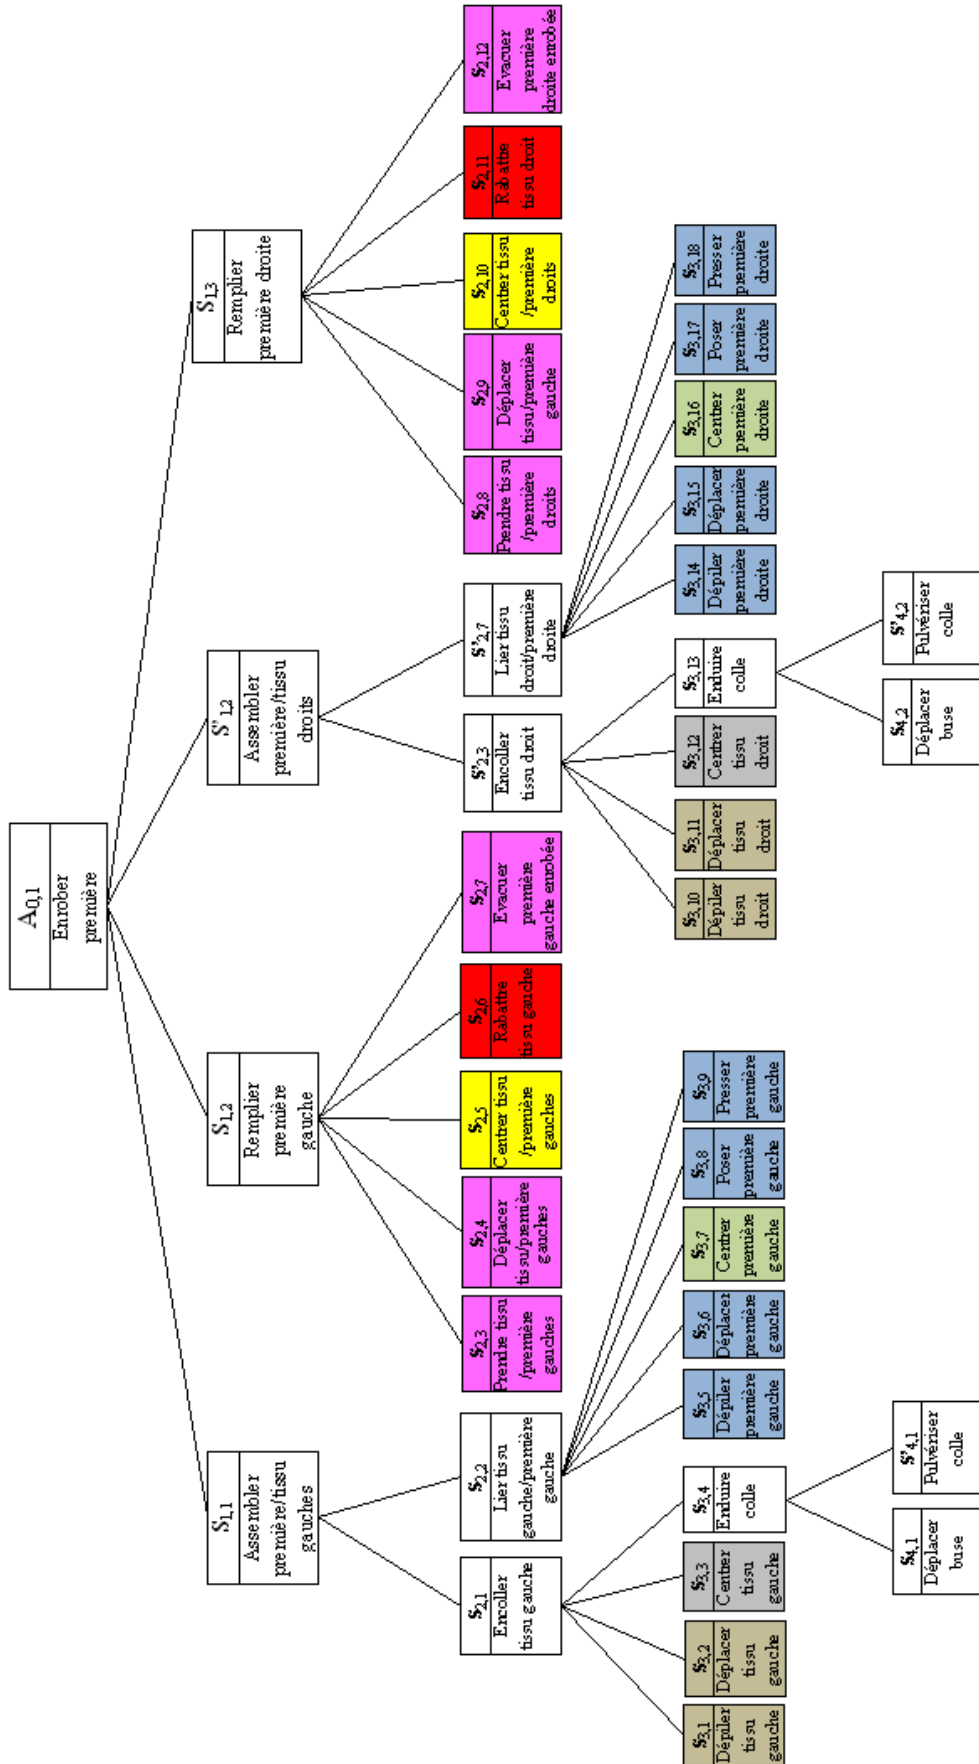 A0,1
Enrober
première
S1,1
Assembler
première/tissu
gauches
S1,2
Remplier
première
gauche
S'1,2
Assembler
première/tissu
droits
S1,3
Remplier
première droite
S2,1
Encoller
tissu gauche
S2,2
Lier tissu
gauche/première
gauche
S2,3
Prendre tissu
/première
gauches
S2,4
Déplacer
tissu/première
gauches
S2,5
Centrer tissu
/première
gauches
S2,6
Rabattre
tissu gauche
S2,7
Evacuer
première
gauche enrobée
S'2,3
Encoller
tissu droit
S'2,7
Lier tissu
droit/première
droite
S2,8
Prendre tissu
/première
droits
S2,9
Déplacer
tissu/première
gauche
S2,10
Centrer tissu
/première
droits
S2,11
Rabattre
tissu droit
S2,12
Evacuer
première
droite enrobée
S3,1
Dépiler
tissu
gauche
S3,2
Déplacer
tissu
gauche
S3,3
Centrer
tissu
gauche
S3,4
Enduire
colle
S3,5
Dépiler
première
gauche
S3,6
Déplacer
première
gauche
S3,7
Centrer
première
gauche
S3,8
Poser
première
gauche
S3,9
Presser
première
gauche
S3,10
Dépiler
tissu
droit
S3,11
Déplacer
tissu
droit
S3,12
Centrer
tissu
droit
S3,13
Enduire
colle
S3,14
Dépiler
première
droite
S3,15
Déplacer
première
droite
S3,16
Centrer
première
droite
S3,17
Poser
première
droite
S3,18
Presser
première
droite
S4,1
Déplacer
buse
S'4,1
Pulvériser
colle
S4,2
Déplacer
buse
S'4,2
Pulvériser
colle